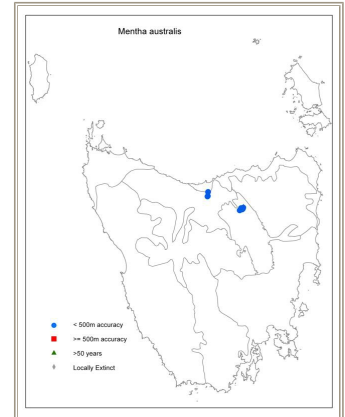 Mentha australis
< 500m accuracy
>= 500m accuracy
>50 years
Locally Extinct